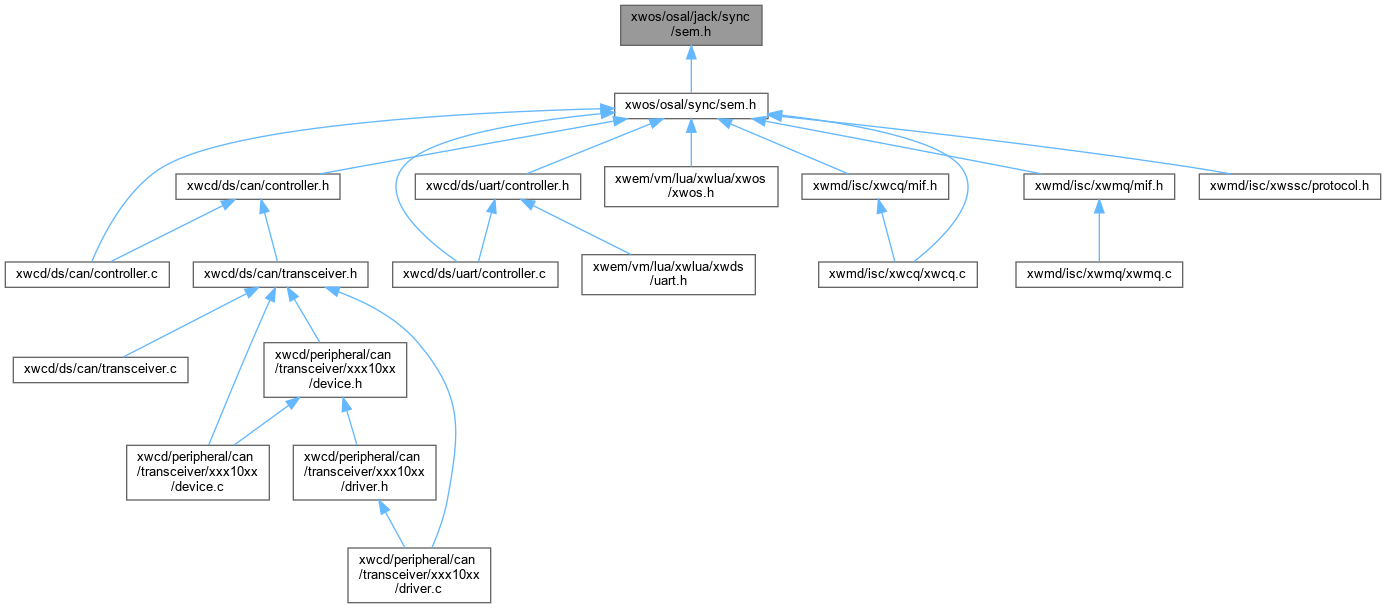 xwos/osal/jack/sync
/sem.h
xwos/osal/sync/sem.h
xwcd/ds/can/controller.h
xwcd/ds/uart/controller.h
xwem/vm/lua/xwlua/xwos
/xwos.h
xwmd/isc/xwcq/mif.h
xwmd/isc/xwmq/mif.h
xwmd/isc/xwssc/protocol.h
xwcd/ds/can/controller.c
xwcd/ds/can/transceiver.h
xwcd/ds/uart/controller.c
xwem/vm/lua/xwlua/xwds
/uart.h
xwmd/isc/xwcq/xwcq.c
xwmd/isc/xwmq/xwmq.c
xwcd/ds/can/transceiver.c
xwcd/peripheral/can
/transceiver/xxx10xx
/device.h
xwcd/peripheral/can
/transceiver/xxx10xx
/device.c
xwcd/peripheral/can
/transceiver/xxx10xx
/driver.h
xwcd/peripheral/can
/transceiver/xxx10xx
/driver.c